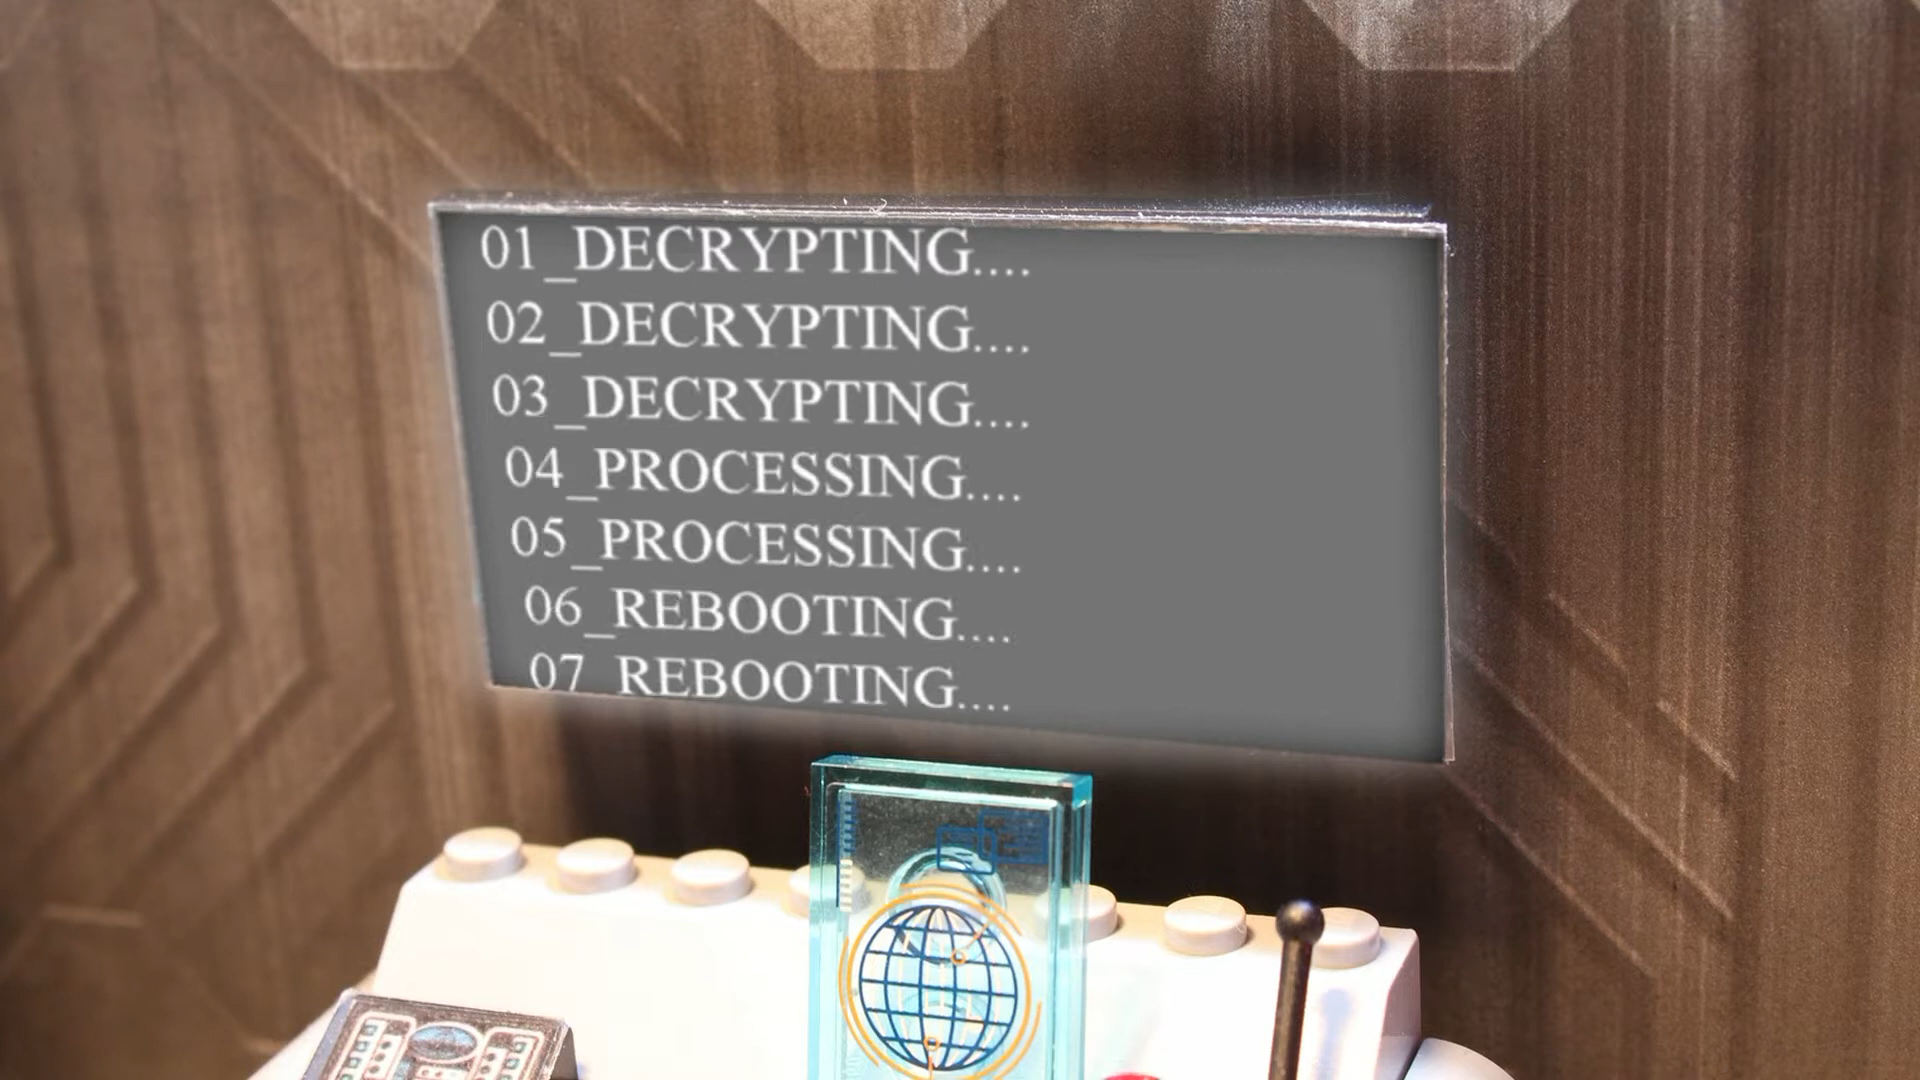 01_DECRYPTING....
02_DECRYPTING....
03_DECRYPTING....
04_PROCESSING....
05_PROCESSING....
06_REBOOTING....
07_REBOOTING....